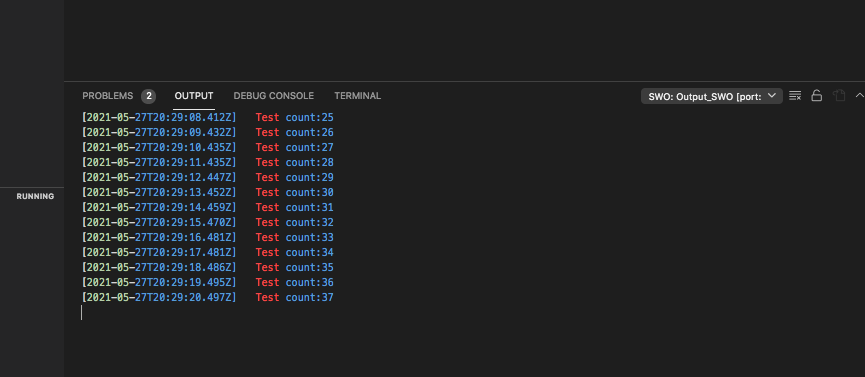 PROBLEMS 2 OUTPUT DEBUG CONSOLE TERMINAL SWO: Output_SWO [port:
[2021-05-27T20:29:08.412Z] Test count:25
[2021-05-27T20:29:09.432Z] Test count:26
[2021-05-27T20:29:10.435Z] Test count:27
[2021-05-27T20:29:11.435Z] Test count:28
[2021-05-27T20:29:12.447Z] Test count:29
[2021-05-27T20:29:13.452Z] Test count:30
[2021-05-27T20:29:14.459Z] Test count:31
[2021-05-27T20:29:15.470Z] Test count:32
[2021-05-27T20:29:16.481Z] Test count:33
[2021-05-27T20:29:17.481Z] Test count:34
[2021-05-27T20:29:18.486Z] Test count:35
[2021-05-27T20:29:19.495Z] Test count:36
[2021-05-27T20:29:20.497Z] Test count:37
RUNNING